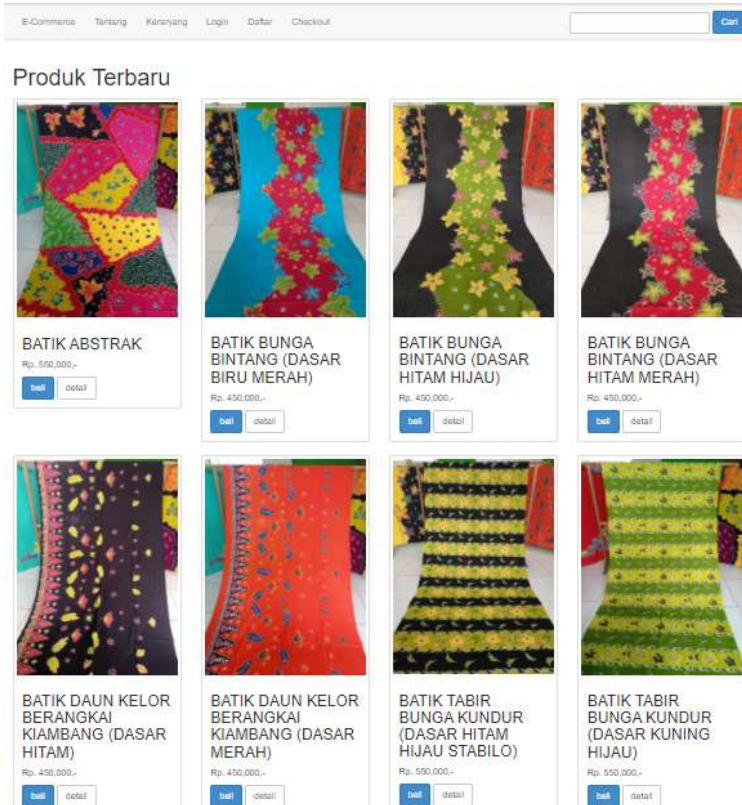 E-Commerce Tentang Keranjang Login Daftar Checkout Cari
Produk Terbaru
BATIK ABSTRAK
Rp. 550,000,-
beli detail
BATIK BUNGA
BINTANG (DASAR
BIRU MERAH)
Rp. 450,000,-
beli detail
BATIK BUNGA
BINTANG (DASAR
HITAM HIJAU)
Rp. 450,000,-
beli detail
BATIK BUNGA
BINTANG (DASAR
HITAM MERAH)
Rp. 450,000,-
beli detail
BATIK DAUN KELOR
BERANGKAI
KIAMBANG (DASAR
HITAM)
Rp. 450,000,-
beli detail
BATIK DAUN KELOR
BERANGKAI
KIAMBANG (DASAR
MERAH)
Rp. 450,000,-
beli detail
BATIK TABIR
BUNGA KUNDUR
(DASAR HITAM
HIJAU STABILO)
Rp. 550,000,-
beli detail
BATIK TABIR
BUNGA KUNDUR
(DASAR KUNING
HIJAU)
Rp. 550,000,-
beli detail